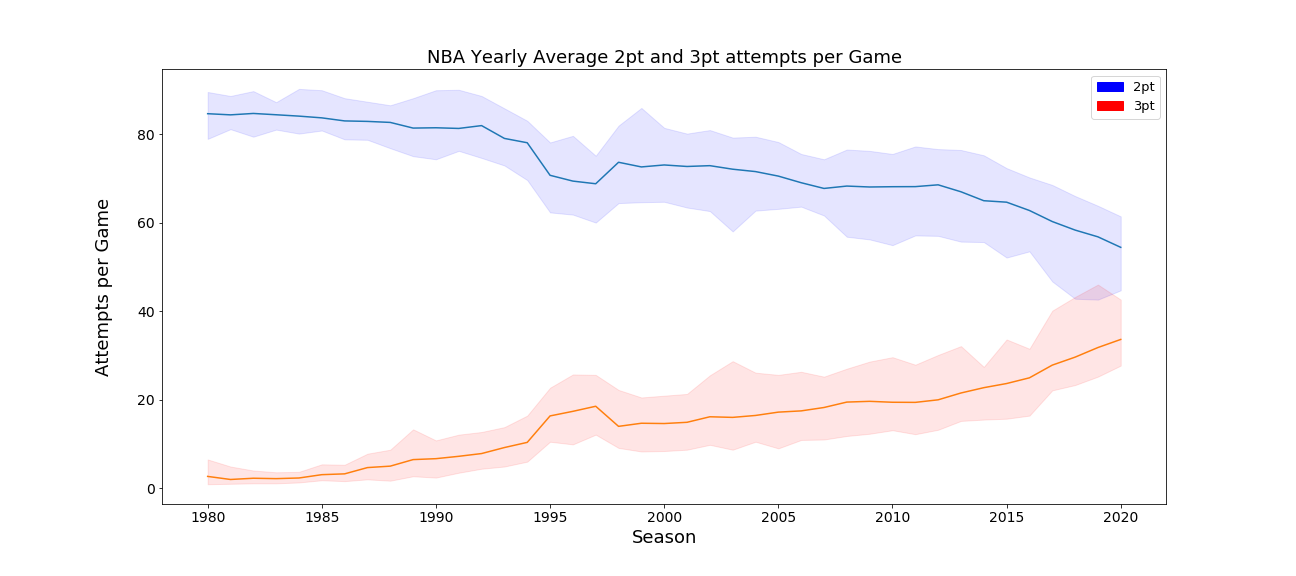 NBA Yearly Average 2pt and 3pt attempts per Game
2pt
3pt
Attempts per Game
80
60
40
20
0
1980 1985 1990 1995 2000 2005 2010 2015 2020
Season